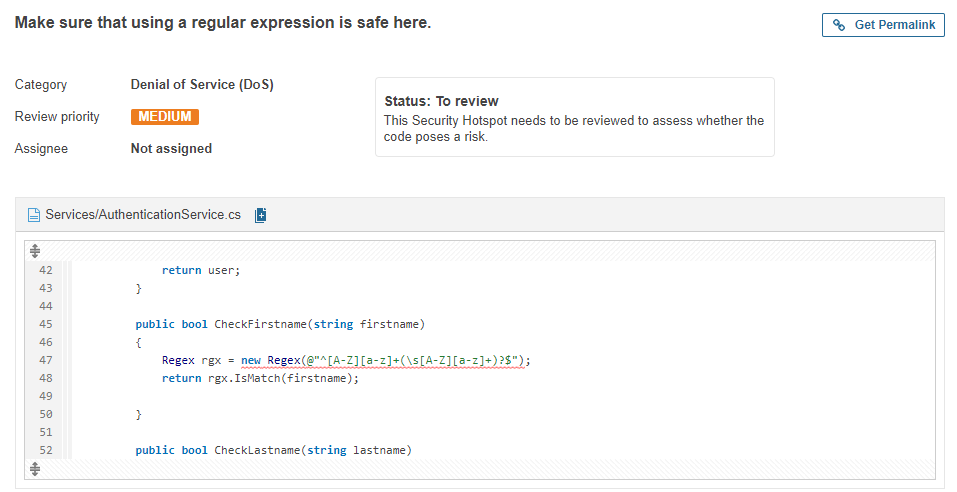 Make sure that using a regular expression is safe here.
Get Permalink
Category Denial of Service (DoS)
Review priority MEDIUM
Assignee Not assigned
Status: To review
This Security Hotspot needs to be reviewed to assess whether the
code poses a risk.
Services/AuthenticationService.cs
42 return user;
43 }
44
45 public bool CheckFirstname(string firstname)
46 {
47 Regex rgx = new Regex(@"^[A-Z][a-z]+(\s[A-Z][a-z]+)?$");
48 return rgx.IsMatch(firstname);
49
50 }
51
52 public bool CheckLastname(string lastname)